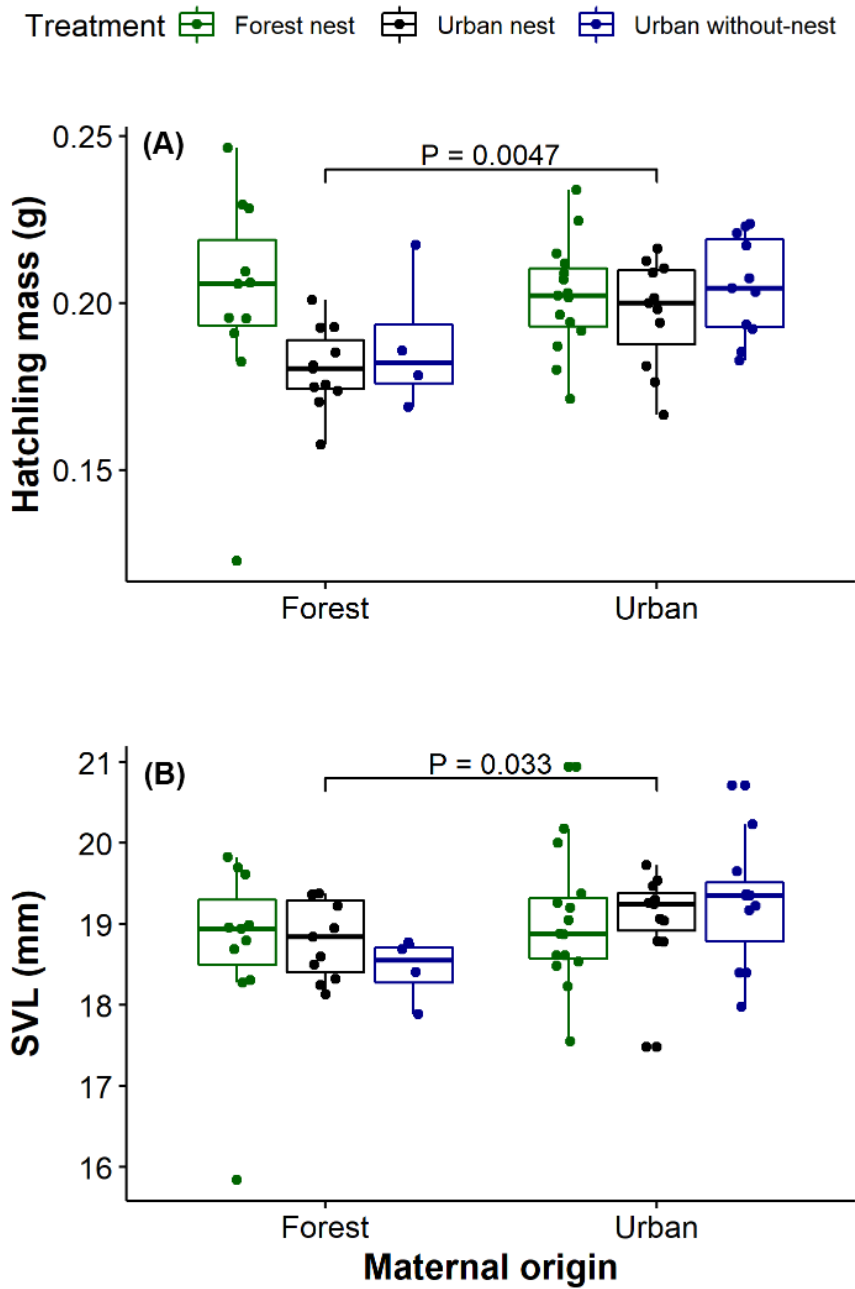 Treatment Forest nest Urban nest Urban without-nest
(A)
P = 0.0047
Hatchling mass (g)
0.25
0.20
0.15
Forest Urban
(B)
P = 0.033
SVL (mm)
21
20
19
18
17
16
Forest Urban
Maternal origin